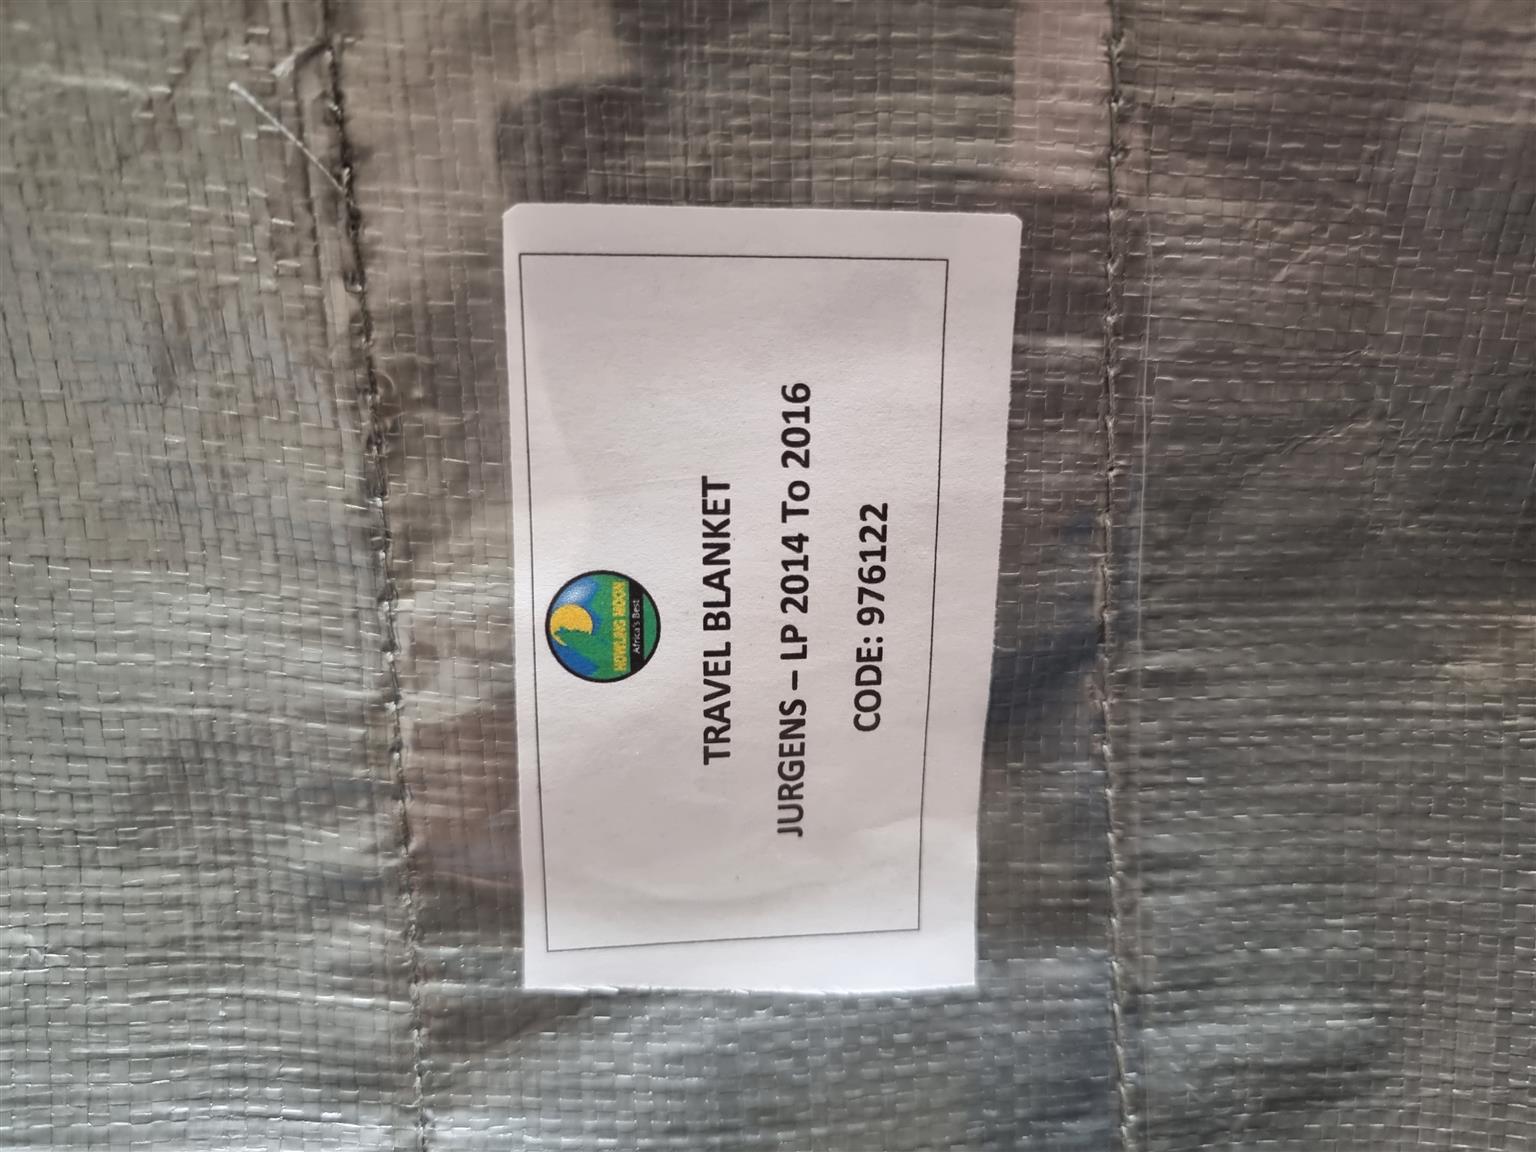 HOWLING MOON
Africa's Best
TRAVEL BLANKET
JURGENS – LP 2014 To 2016
CODE: 976122